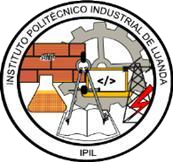 INSTITUTO POLITÉCNICO INDUSTRIAL DE LUANDA
</>
IPIL